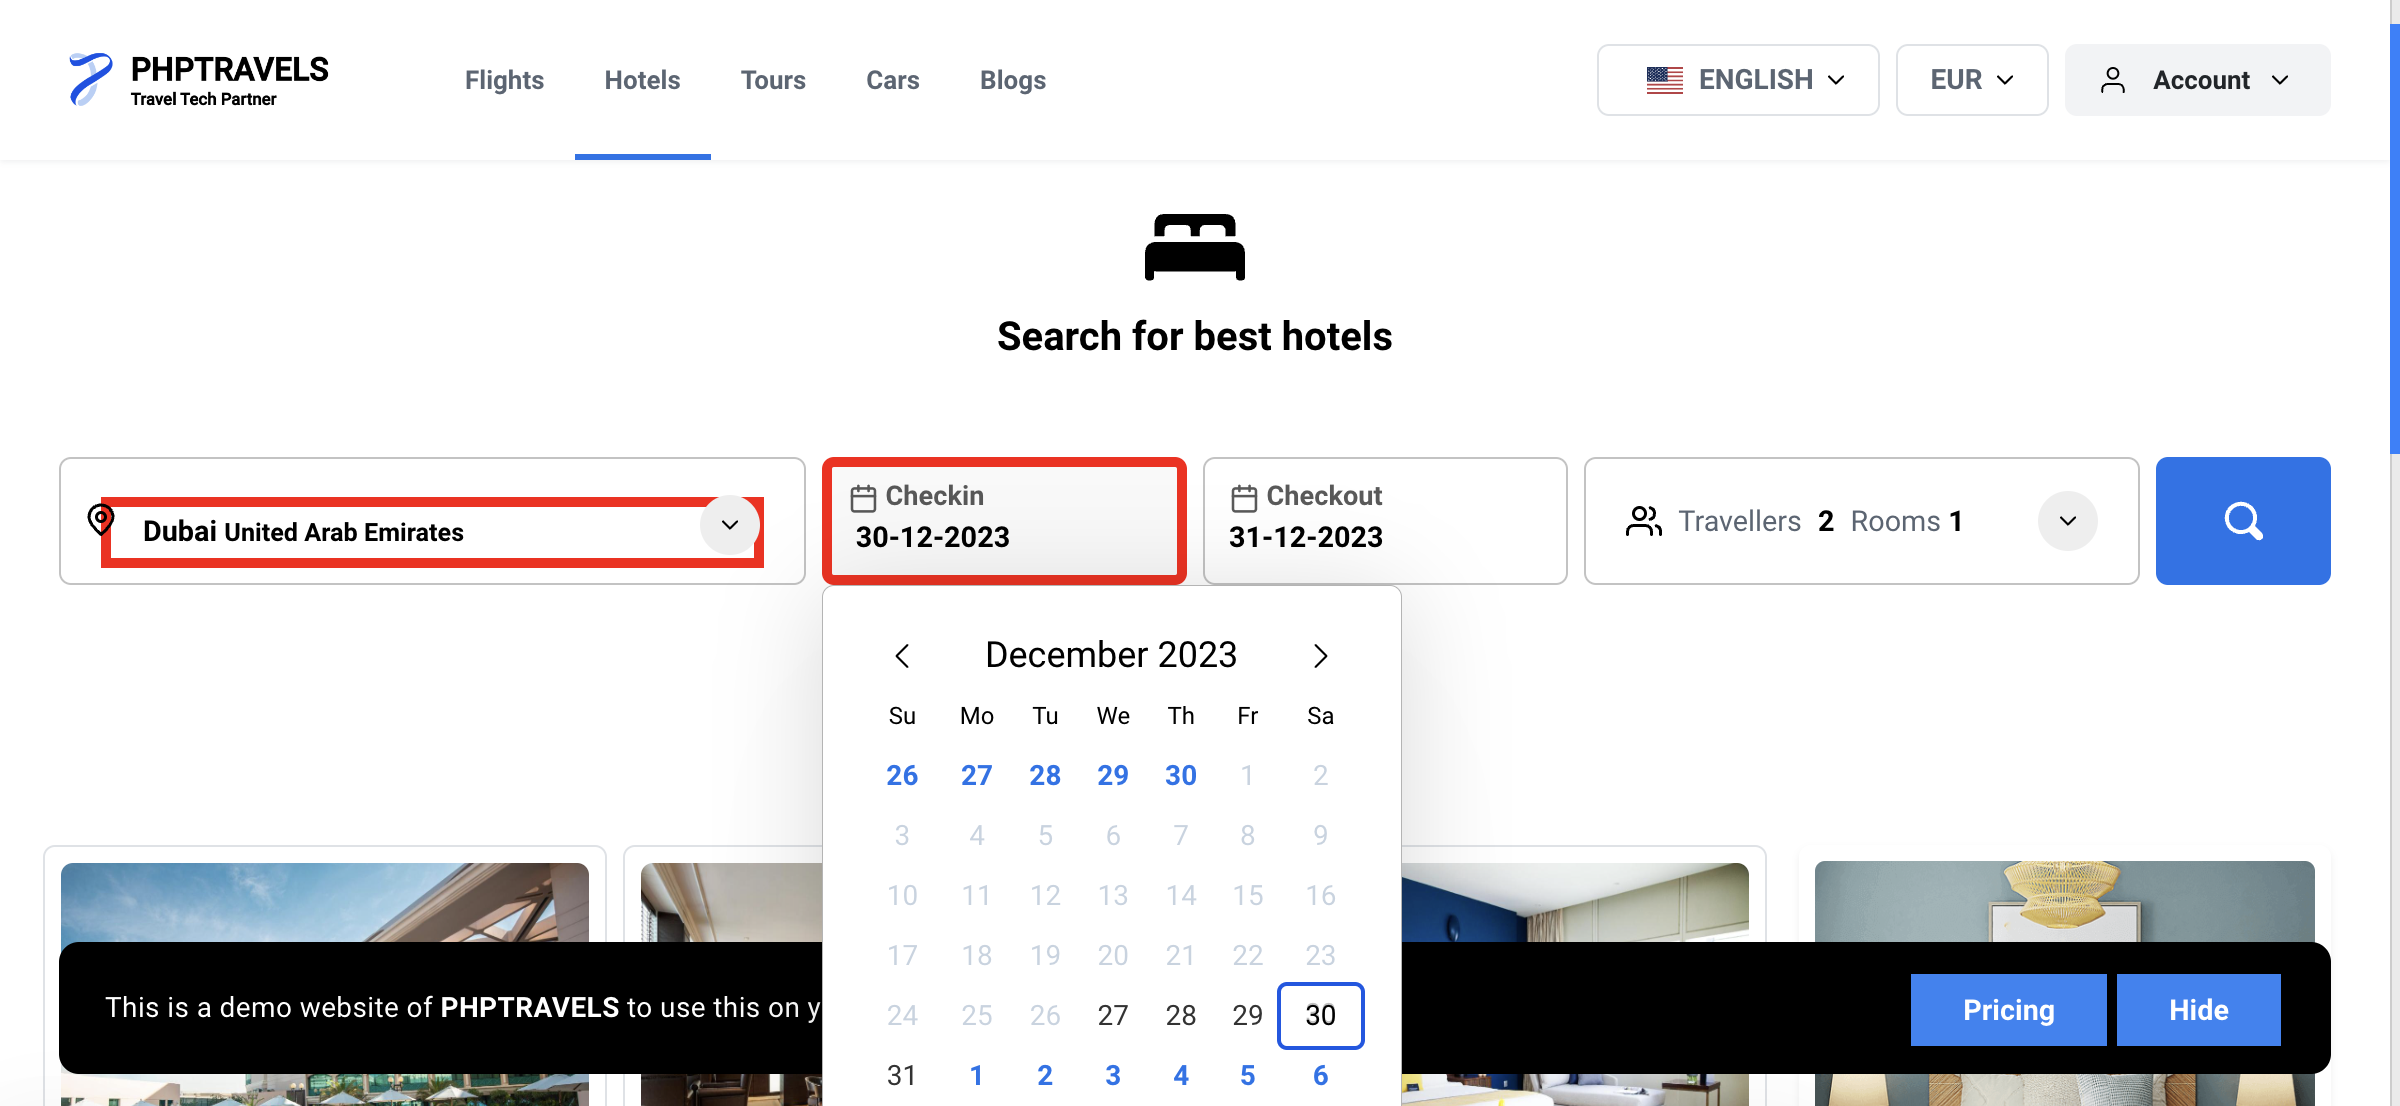 PHPTRAVELS
Travel Tech Partner
Flights
Hotels
Tours
Cars
Blogs
ENGLISH
EUR
Account
Search for best hotels
Dubai United Arab Emirates
Checkin
30-12-2023
Checkout
31-12-2023
Travellers 2 Rooms 1
December 2023
Su Mo Tu We Th Fr Sa
26 27 28 29 30 1 2
3 4 5 6 7 8 9
10 11 12 13 14 15 16
17 18 19 20 21 22 23
24 25 26 27 28 29 30
31 1 2 3 4 5 6
This is a demo website of PHPTRAVELS to use this on y
Pricing
Hide